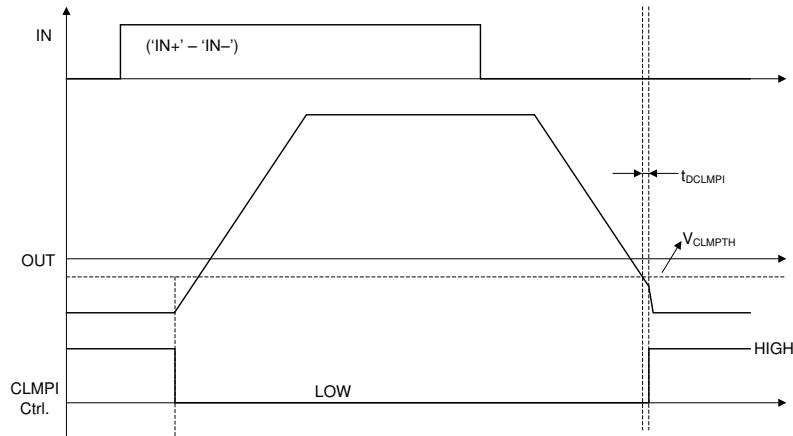 IN
(‘IN+’ – ‘IN–’)
tDCLMPI
VCLMPTH
OUT
HIGH
LOW
CLMPI
Ctrl.